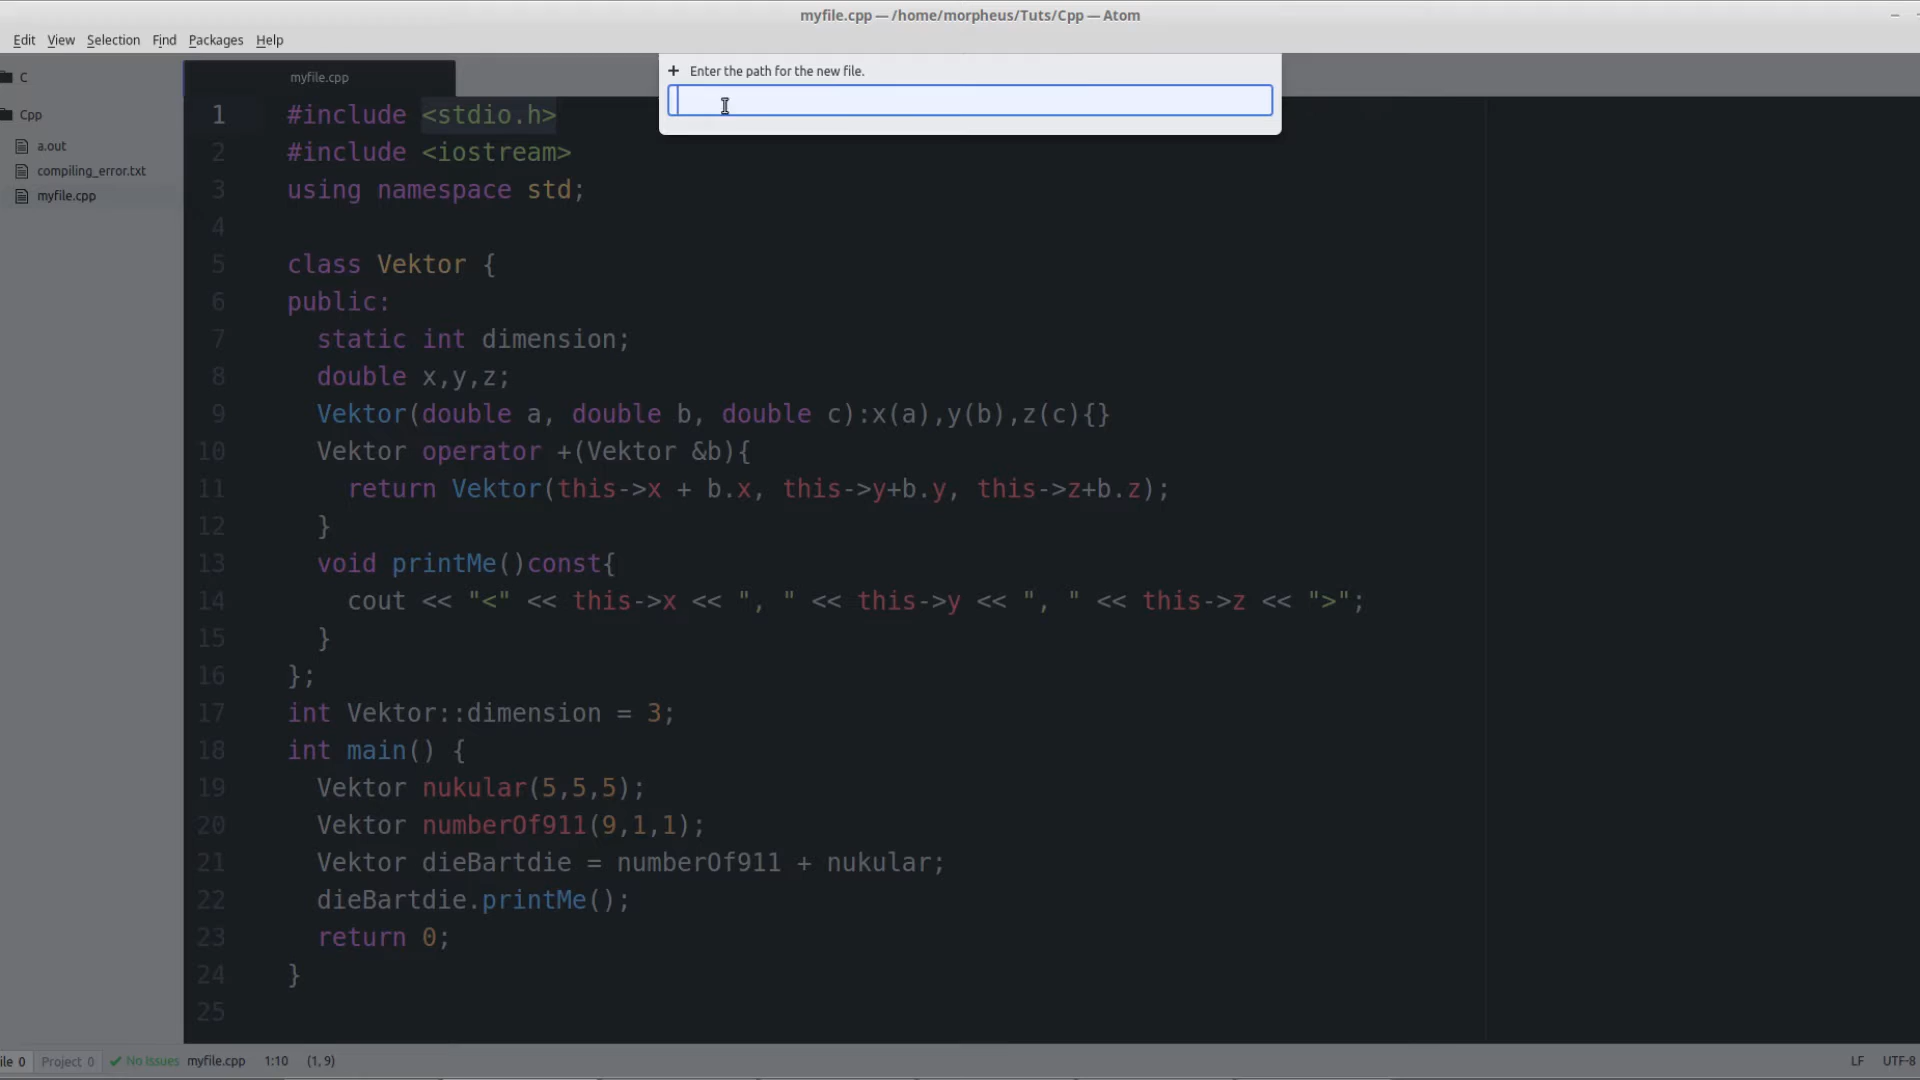 myfile.cpp — /home/morpheus/Tuts/Cpp — Atom
Edit View Selection Find Packages Help
+ Enter the path for the new file.
C
Cpp
a.out
compiling_error.txt
myfile.cpp
myfile.cpp
1 #include <stdio.h>
2 #include <iostream>
3 using namespace std;
4
5 class Vektor {
6 public:
7   static int dimension;
8   double x,y,z;
9   Vektor(double a, double b, double c):x(a),y(b),z(c){}
10   Vektor operator +(Vektor &b){
11     return Vektor(this->x + b.x, this->y+b.y, this->z+b.z);
12   }
13   void printMe()const{
14     cout << "<" << this->x << ", " << this->y << ", " << this->z << ">";
15   }
16 };
17 int Vektor::dimension = 3;
18 int main() {
19   Vektor nukular(5,5,5);
20   Vektor numberOf911(9,1,1);
21   Vektor dieBartdie = numberOf911 + nukular;
22   dieBartdie.printMe();
23   return 0;
24 }
25
ile 0 Project 0 No Issues myfile.cpp 1:10 (1, 9) LF UTF-8